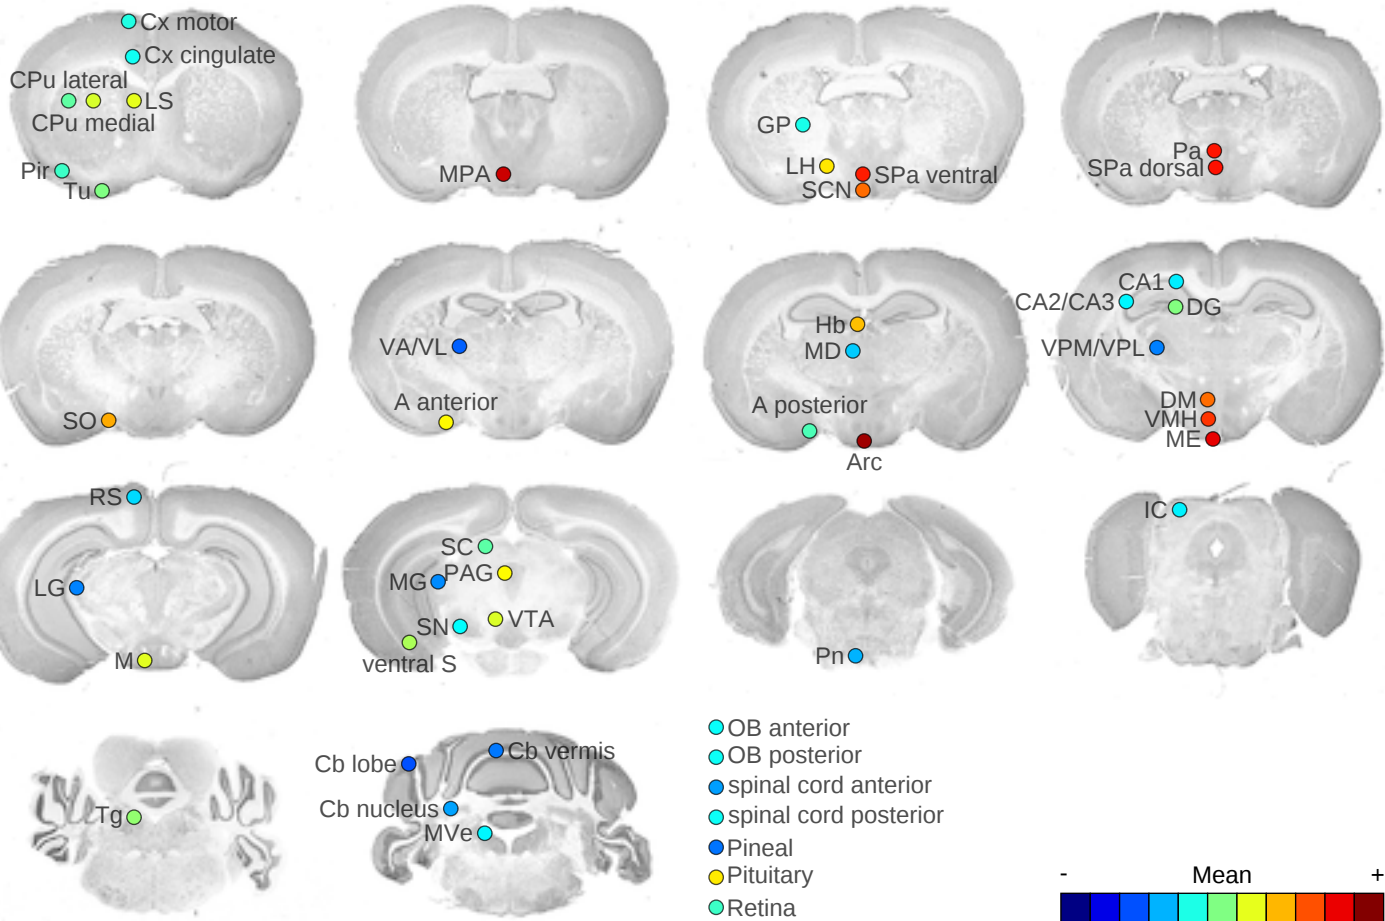 Cx motor
Cx cingulate
CPu lateral
LS
CPu medial
Pir
Tu
MPA
GP
LH
SPa ventral
SCN
Pa
SPa dorsal
SO
VA/VL
A anterior
Hb
MD
A posterior
Arc
CA1
CA2/CA3
DG
VPM/VPL
DM
VMH
ME
RS
LG
M
SC
MG
PAG
SN
VTA
ventral S
Pn
IC
Tg
Cb lobe
Cb vermis
Cb nucleus
MVe
OB anterior
OB posterior
spinal cord anterior
spinal cord posterior
Pineal
Pituitary
Retina
- Mean +